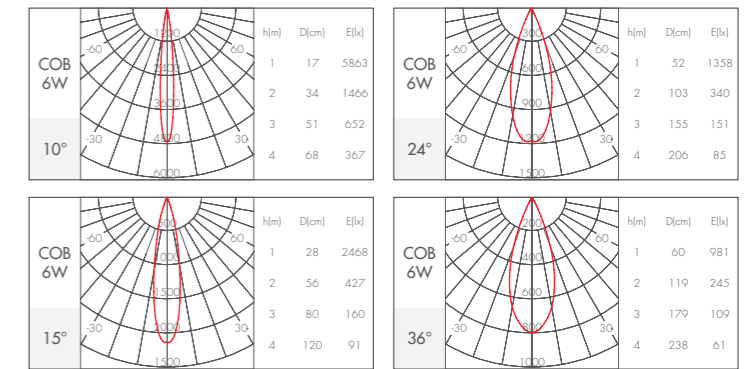 COB
6W
10°
1200
-60 60
2400
3600
-30 4800 30
6000
h(m) D(cm) E(lx)
1 17 5863
2 34 1466
3 51 652
4 68 367
COB
6W
24°
300
-60 60
600
900
-30 1200 30
1500
h(m) D(cm) E(lx)
1 52 1358
2 103 340
3 155 151
4 206 85
COB
6W
15°
500
-60 60
1000
1500
-30 2000 30
1500
h(m) D(cm) E(lx)
1 28 2468
2 56 427
3 80 160
4 120 91
COB
6W
36°
200
-60 60
400
600
-30 800 30
1000
h(m) D(cm) E(lx)
1 60 981
2 119 245
3 179 109
4 238 61